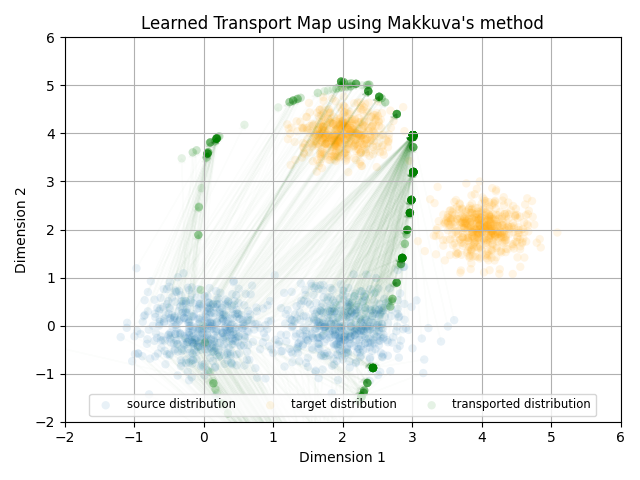 Learned Transport Map using Makkuva's method
Dimension 2
6
5
4
3
2
1
0
−1
−2
source distribution target distribution transported distribution
−2 −1 0 1 2 3 4 5 6
Dimension 1